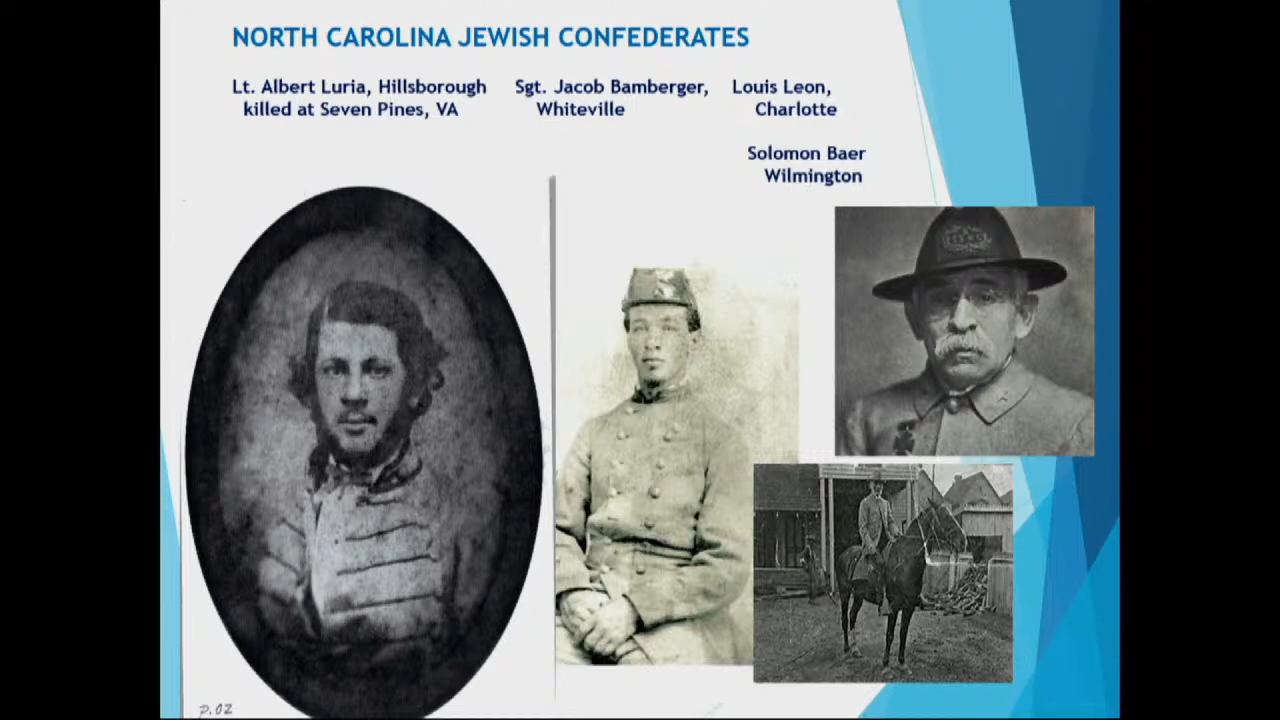 NORTH CAROLINA JEWISH CONFEDERATES
Lt. Albert Luria, Hillsborough
killed at Seven Pines, VA
Sgt. Jacob Bamberger,
Whiteville
Louis Leon,
Charlotte
Solomon Baer
Wilmington
P.02